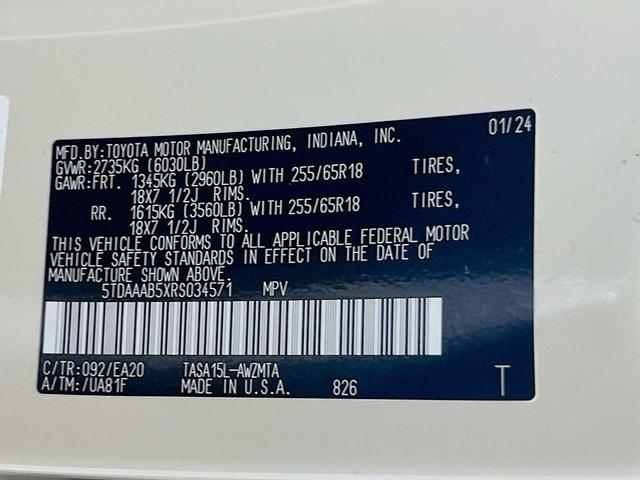 MFD.BY:TOYOTA MOTOR MANUFACTURING, INDIANA, INC. 01/24
GVWR:2735KG (6030LB)
GAWR:FRT. 1345KG (2960LB) WITH 255/65R18 TIRES,
18X7 1/2J RIMS.
RR. 1615KG (3560LB) WITH 255/65R18 TIRES,
18X7 1/2J RIMS.
THIS VEHICLE CONFORMS TO ALL APPLICABLE FEDERAL MOTOR
VEHICLE SAFETY STANDARDS IN EFFECT ON THE DATE OF
MANUFACTURE SHOWN ABOVE.
5TDAAAB5XRS034571 MPV
C/TR:092/EA20 TASA15L-AWZMTA
A/TM:/UA81F MADE IN U.S.A. 826 T